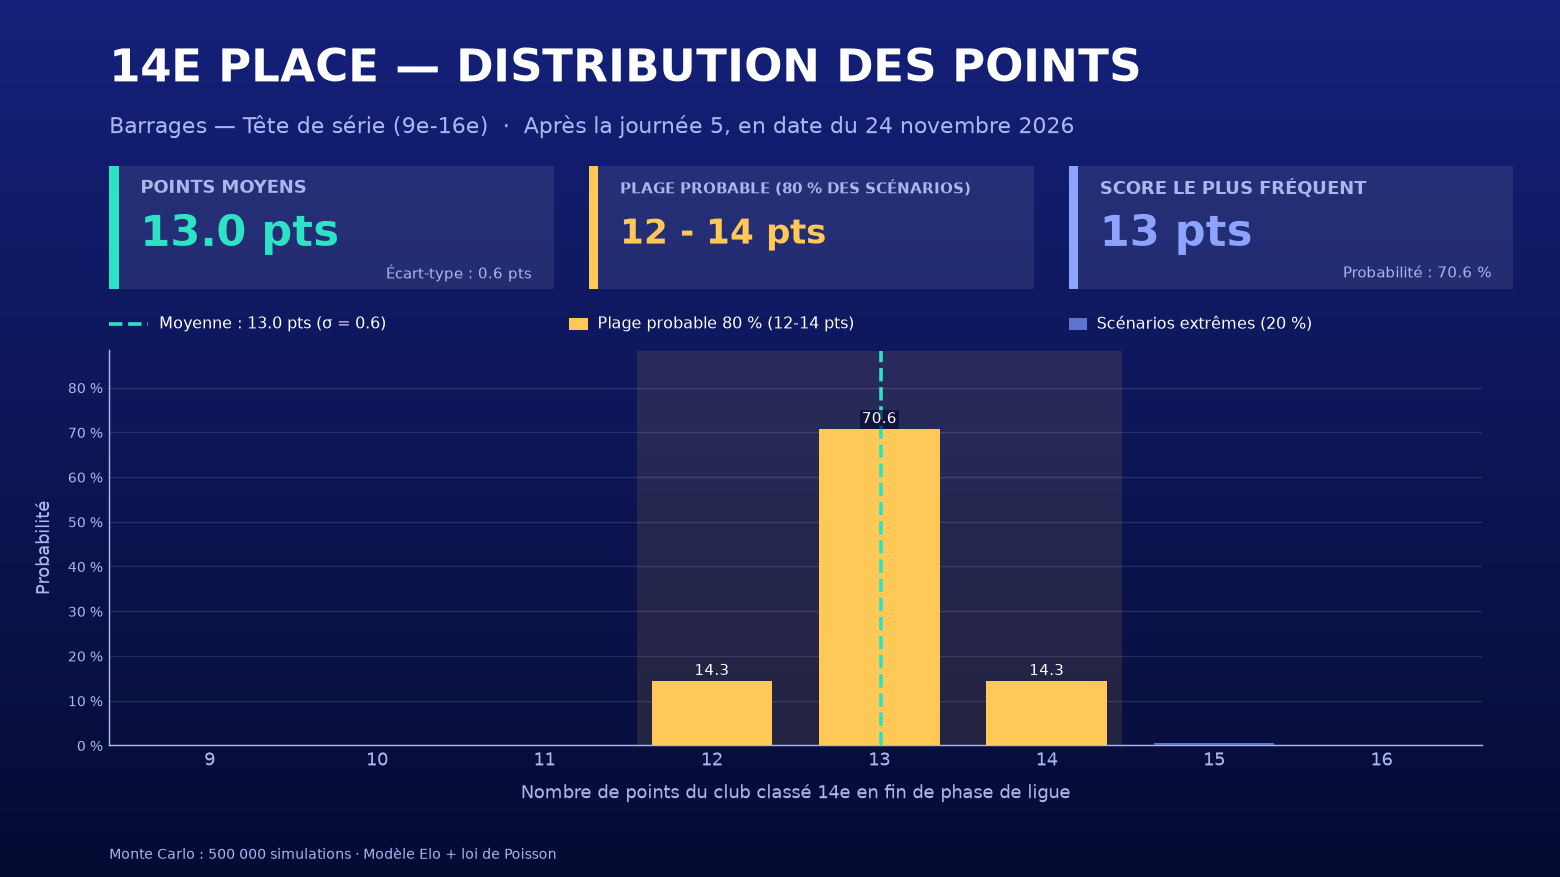 14E PLACE — DISTRIBUTION DES POINTS
Barrages — Tête de série (9e-16e) · Après la journée 5, en date du 24 novembre 2026
POINTS MOYENS
13.0 pts
Écart-type : 0.6 pts
PLAGE PROBABLE (80 % DES SCÉNARIOS)
12 - 14 pts
SCORE LE PLUS FRÉQUENT
13 pts
Probabilité : 70.6 %
Moyenne : 13.0 pts (σ = 0.6)
Plage probable 80 % (12-14 pts)
Scénarios extrêmes (20 %)
Probabilité
80 %
70 %
60 %
50 %
40 %
30 %
20 %
10 %
0 %
14.3
70.6
14.3
9 10 11 12 13 14 15 16
Nombre de points du club classé 14e en fin de phase de ligue
Monte Carlo : 500 000 simulations · Modèle Elo + loi de Poisson